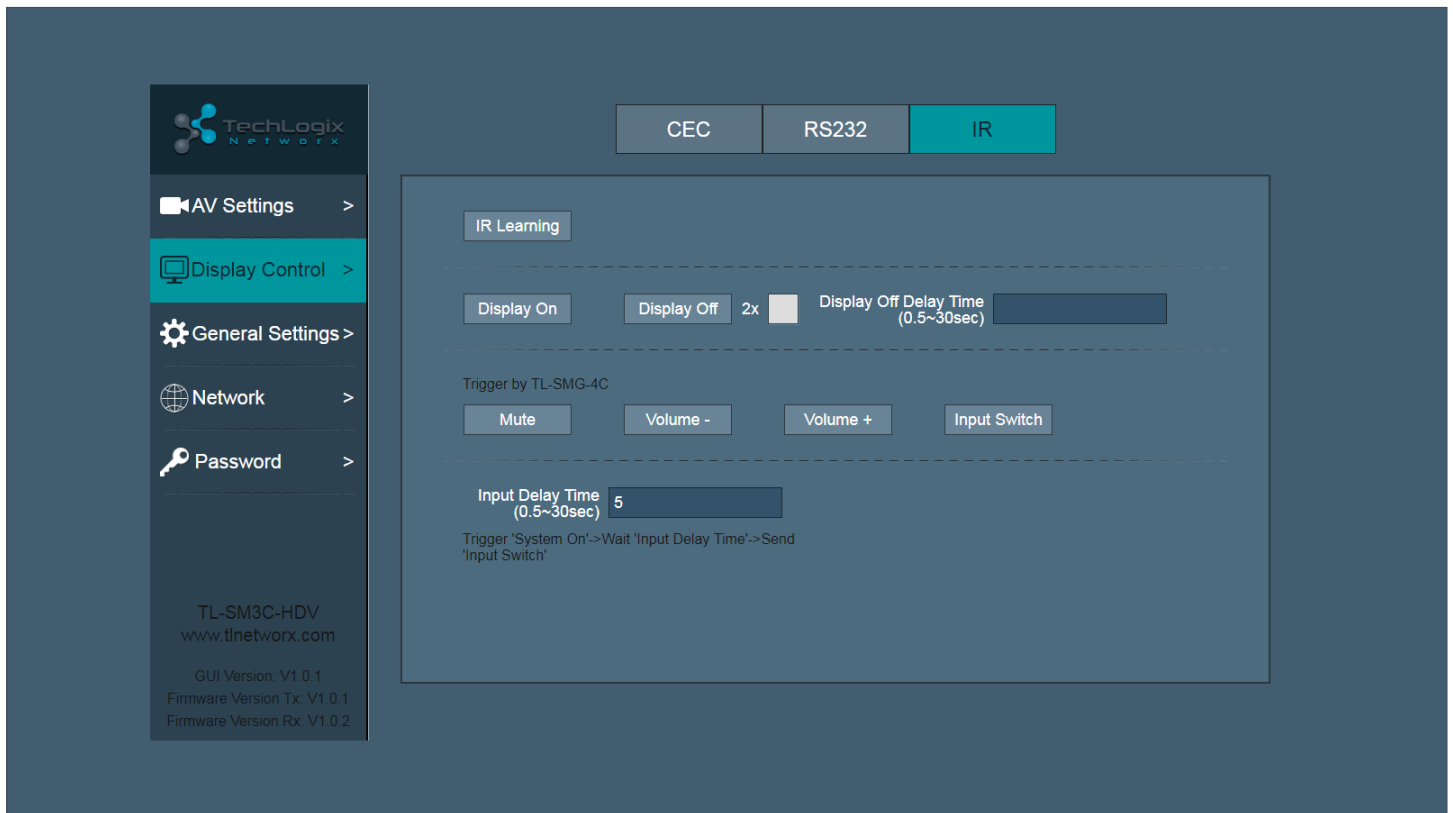 TechLogix
Networx
AV Settings >
Display Control >
General Settings >
Network >
Password >
TL-SM3C-HDV
www.tlnetworx.com
GUI Version: V1.0.1
Firmware Version Tx: V1.0.1
Firmware Version Rx: V1.0.2
CEC RS232 IR
IR Learning
Display On Display Off 2x Display Off Delay Time
(0.5~30sec)
Trigger by TL-SMG-4C
Mute Volume - Volume + Input Switch
Input Delay Time
(0.5~30sec) 5
Trigger 'System On'->Wait 'Input Delay Time'->Send
'Input Switch'